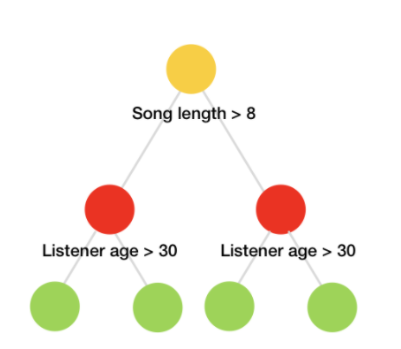 Song length > 8
Listener age > 30
Listener age > 30